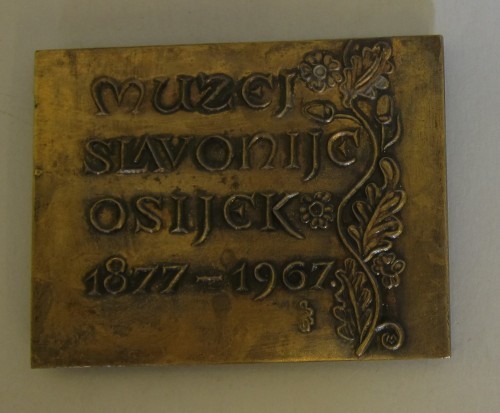 MUZEJ
SLAVONIJE
OSIJEK
1877-1967.